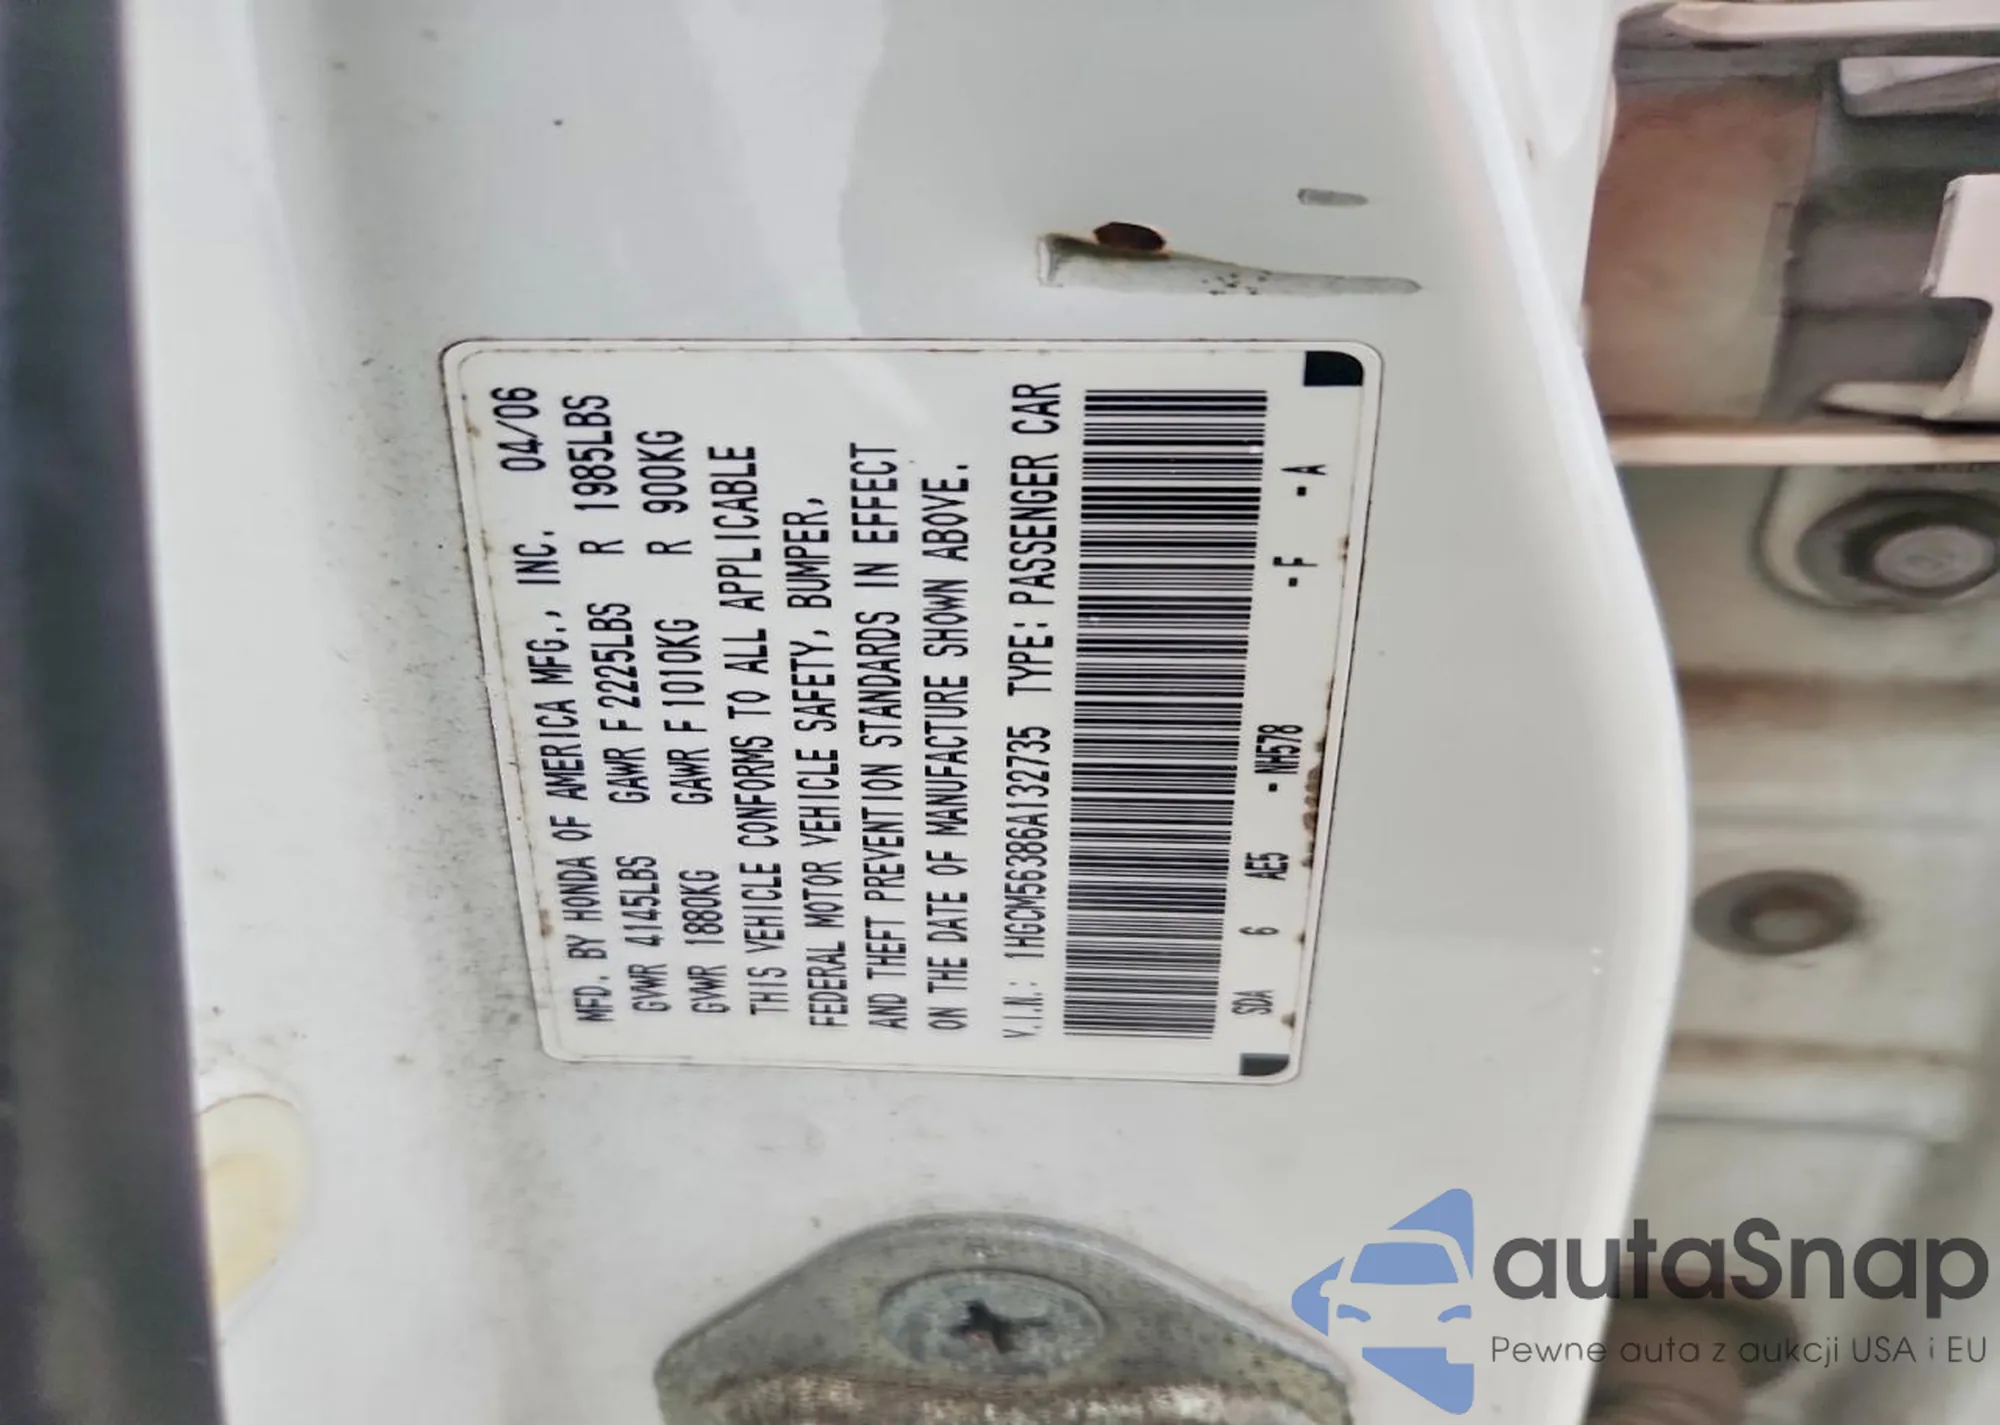 MFD. BY HONDA OF AMERICA MFG., INC. 04/06
GVWR 4145LBS GAWR F 2225LBS R 1985LBS
GVWR 1880KG GAWR F 1010KG R 900KG
THIS VEHICLE CONFORMS TO ALL APPLICABLE
FEDERAL MOTOR VEHICLE SAFETY, BUMPER,
AND THEFT PREVENTION STANDARDS IN EFFECT
ON THE DATE OF MANUFACTURE SHOWN ABOVE.
V.I.N.: 1HGCM56386A132735 TYPE: PASSENGER CAR
SDA 6 AE5 -NH578 -F -A
autaSnap
Pewne auta z aukcji USA i EU